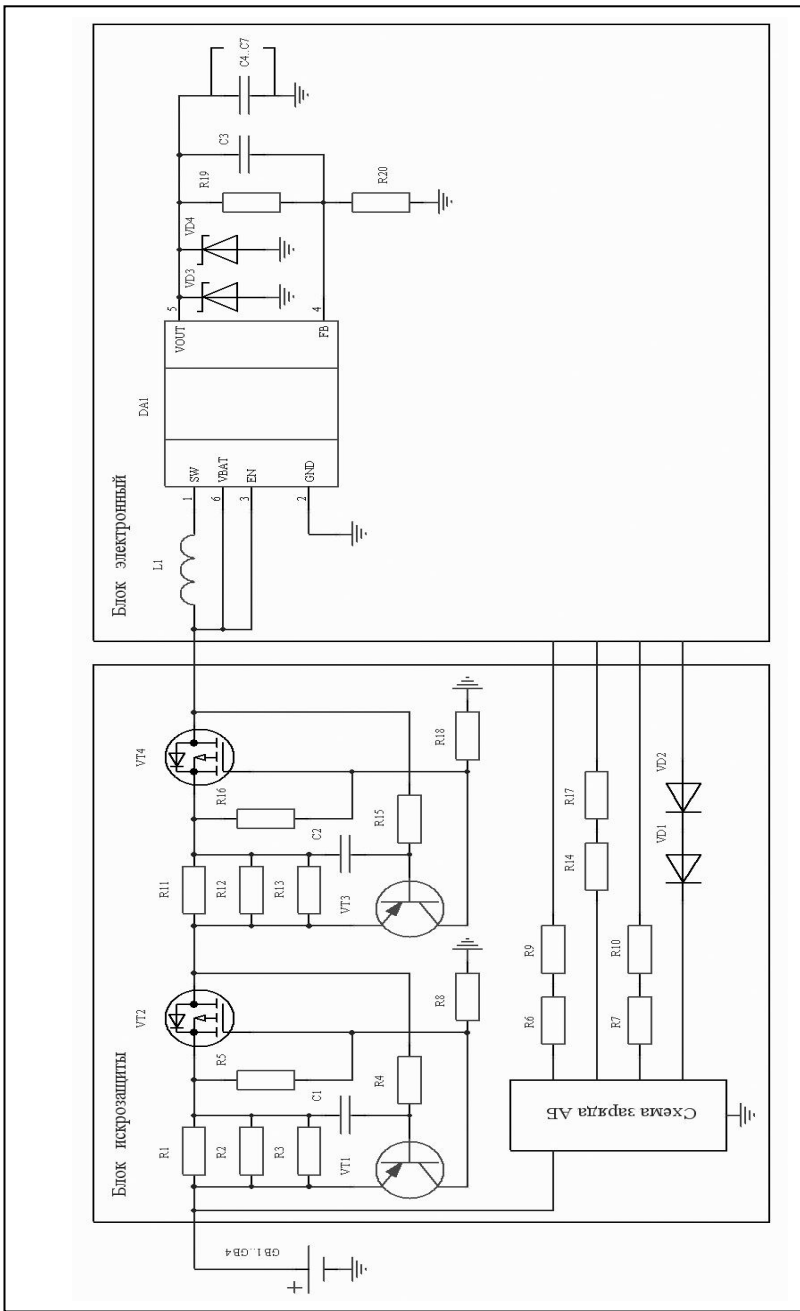 Блок искрозащиты
Блок электронный
GB1..GB4
+
R1
R2
R3
VT1
C1
R5
R4
VT2
R8
R11
R12
R13
VT3
C2
R16
R15
VT4
R18
Схема заряда АБ
R6
R9
R14
R17
R7
R10
VD1
VD2
L1
DA1
1
SW
6
VBAT
3
EN
2
GND
VOUT
5
FB
4
VD3
VD4
R19
R20
C3
C4..C7